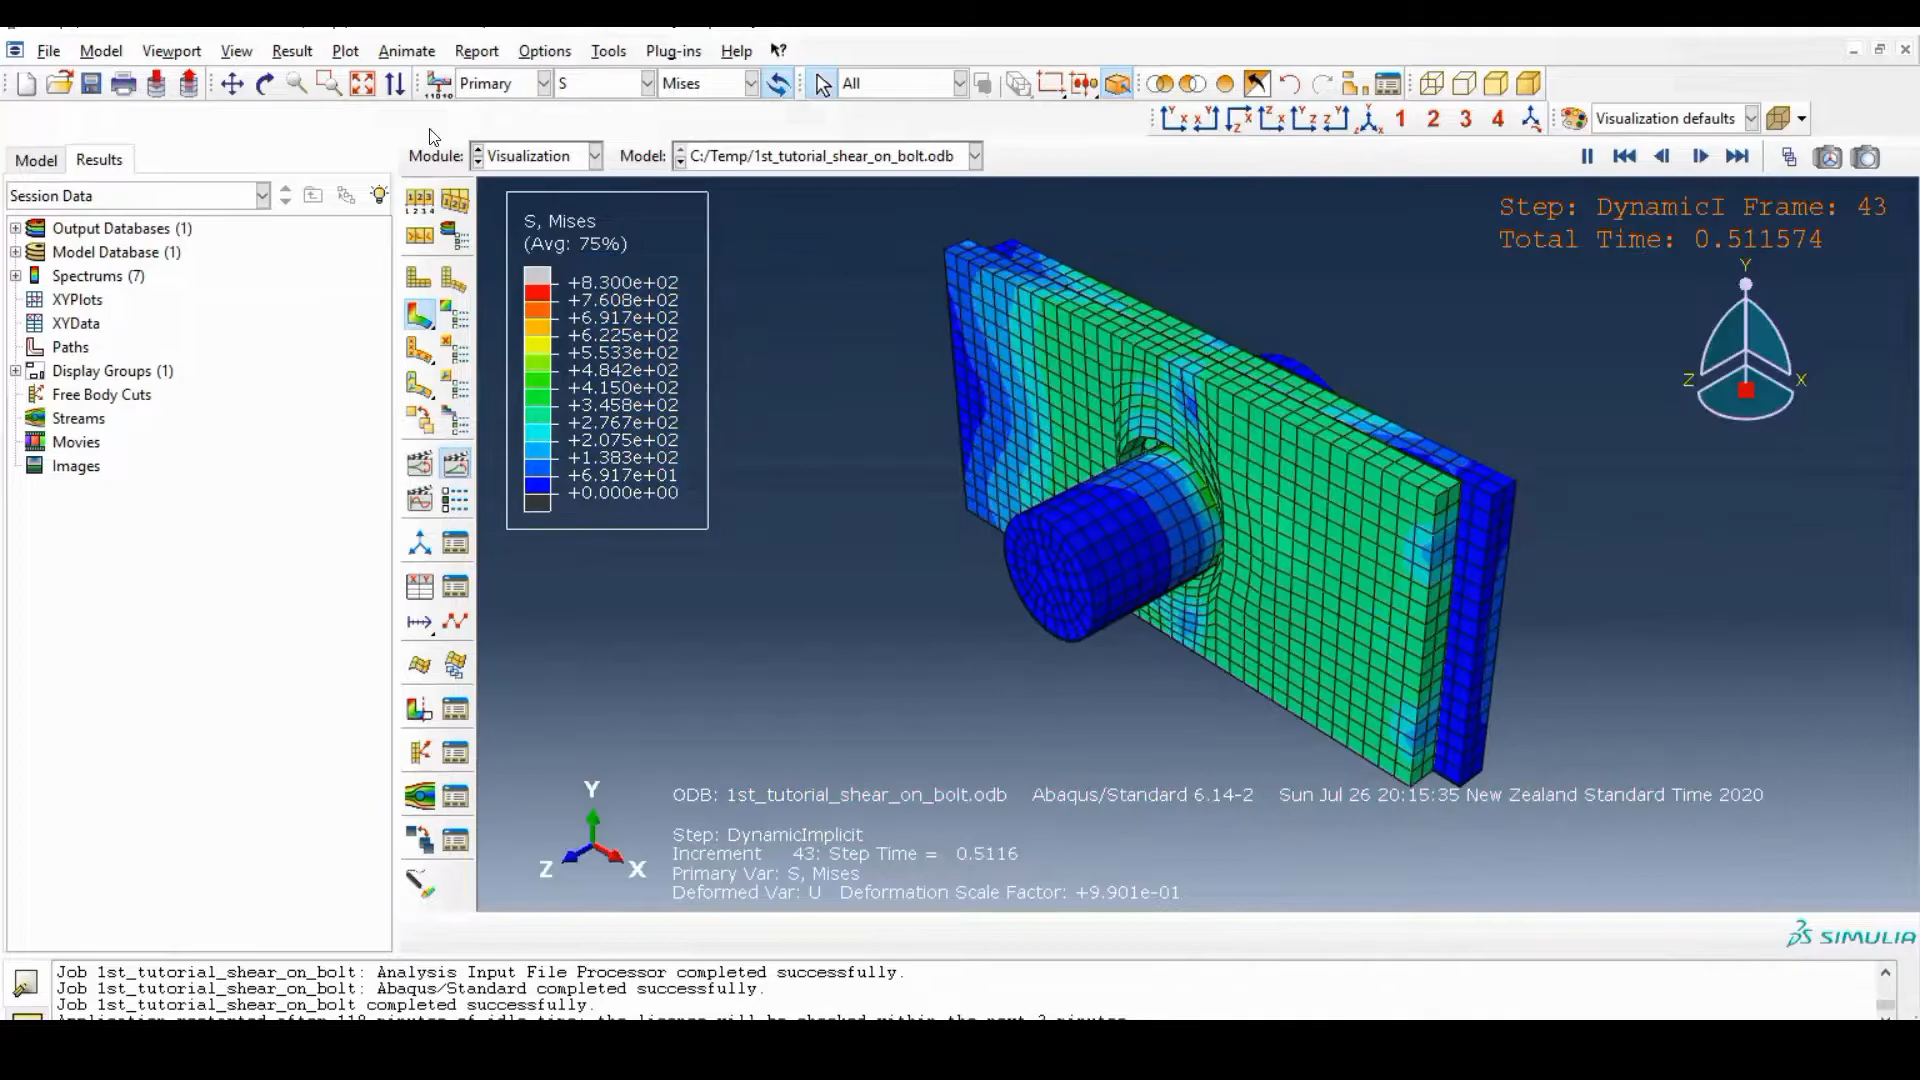 File Model Viewport View Result Plot Animate Report Options Tools Plug-ins Help
Primary S Mises All
1 2 3 4 Visualization defaults
Module: Visualization Model: C:/Temp/1st_tutorial_shear_on_bolt.odb
Model Results
Session Data
Output Databases (1)
Model Database (1)
Spectrums (7)
XYPlots
XYData
Paths
Display Groups (1)
Free Body Cuts
Streams
Movies
Images
S, Mises
(Avg: 75%)
+8.300e+02
+7.608e+02
+6.917e+02
+6.225e+02
+5.533e+02
+4.842e+02
+4.150e+02
+3.458e+02
+2.767e+02
+2.075e+02
+1.383e+02
+6.917e+01
+0.000e+00
Step: DynamicI Frame: 43
Total Time: 0.511574
Y
Z X
Y
Z X
ODB: 1st_tutorial_shear_on_bolt.odb Abaqus/Standard 6.14-2 Sun Jul 26 20:15:35 New Zealand Standard Time 2020
Step: DynamicImplicit
Increment 43: Step Time = 0.5116
Primary Var: S, Mises
Deformed Var: U Deformation Scale Factor: +9.901e-01
SIMULIA
Job 1st_tutorial_shear_on_bolt: Analysis Input File Processor completed successfully.
Job 1st_tutorial_shear_on_bolt: Abaqus/Standard completed successfully.
Job 1st_tutorial_shear_on_bolt completed successfully.